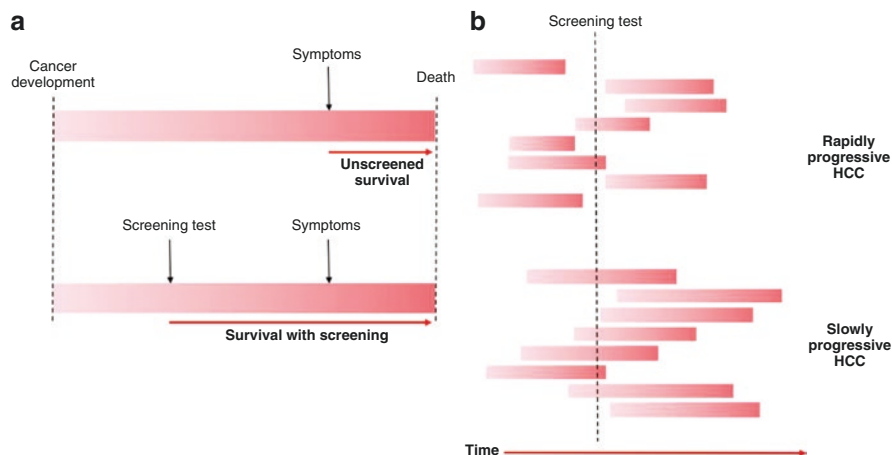 a
Cancer
development
Symptoms
Death
Unscreened
survival
Screening test
Symptoms
Survival with screening
b
Screening test
Rapidly
progressive
HCC
Slowly
progressive
HCC
Time